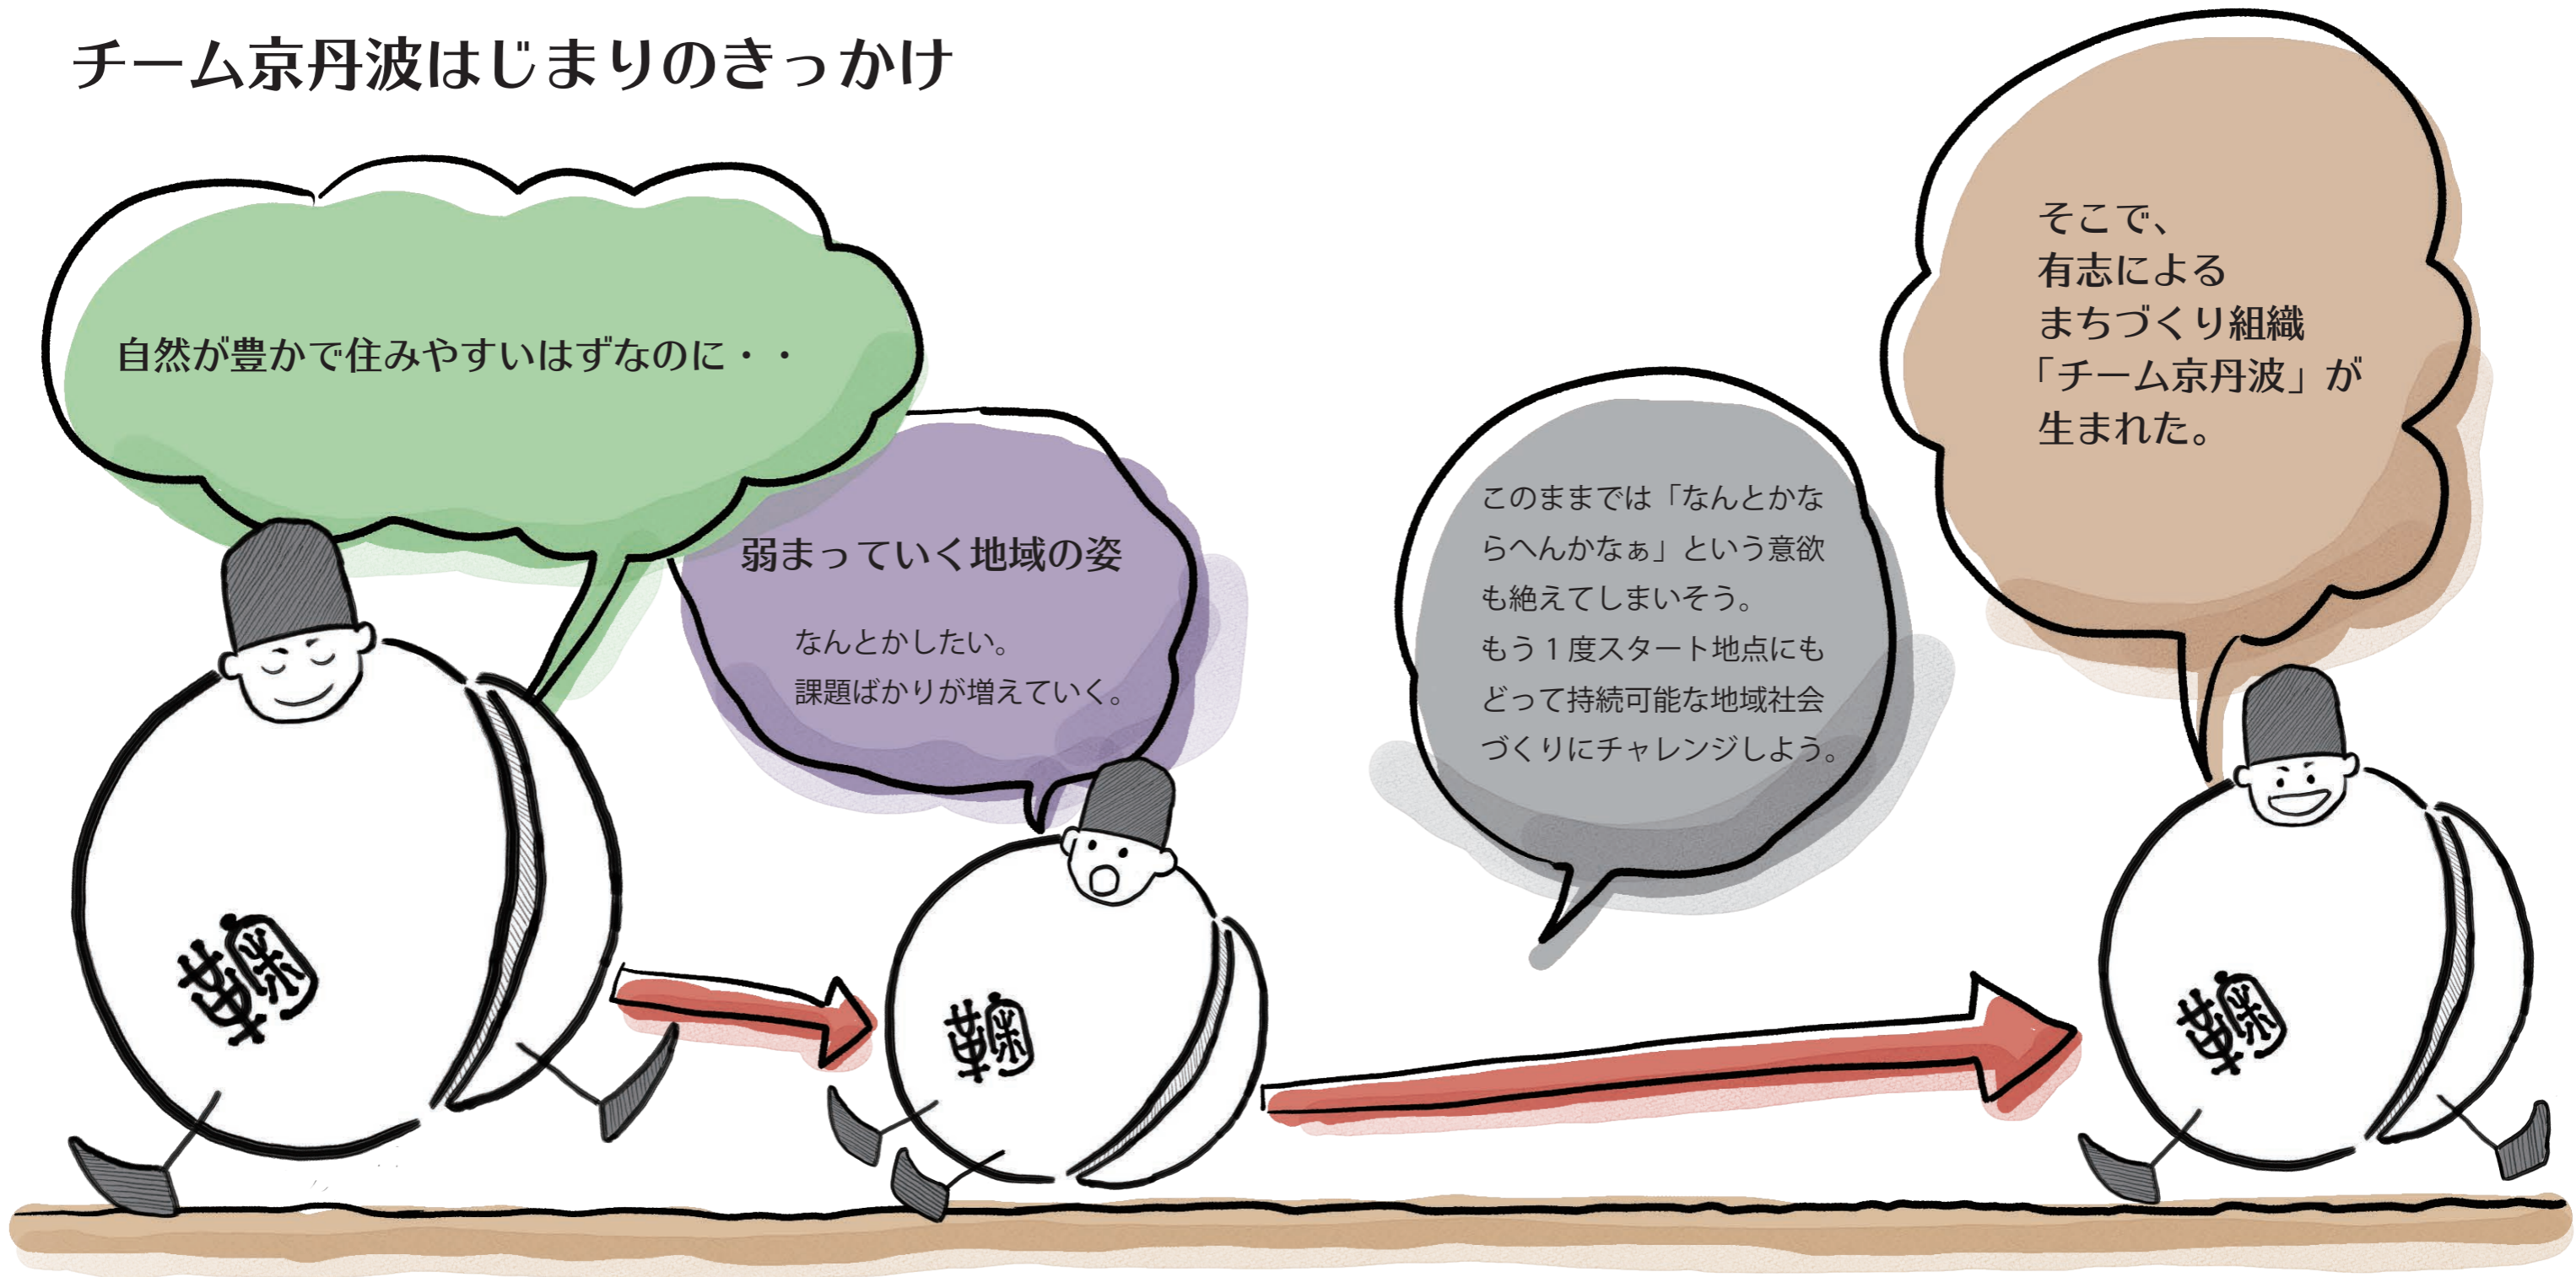 チーム京丹波はじまりのきっかけ
自然が豊かで住みやすいはずなのに・・
弱まっていく地域の姿
なんとかしたい。
課題ばかりが増えていく。
このままでは「なんとかな
らへんかなぁ」という意欲
も絶えてしまいそう。
もう1度スタート地点にも
どって持続可能な地域社会
づくりにチャレンジしよう。
そこで、
有志による
まちづくり組織
「チーム京丹波」が
生まれた。
鞠
鞠
鞠